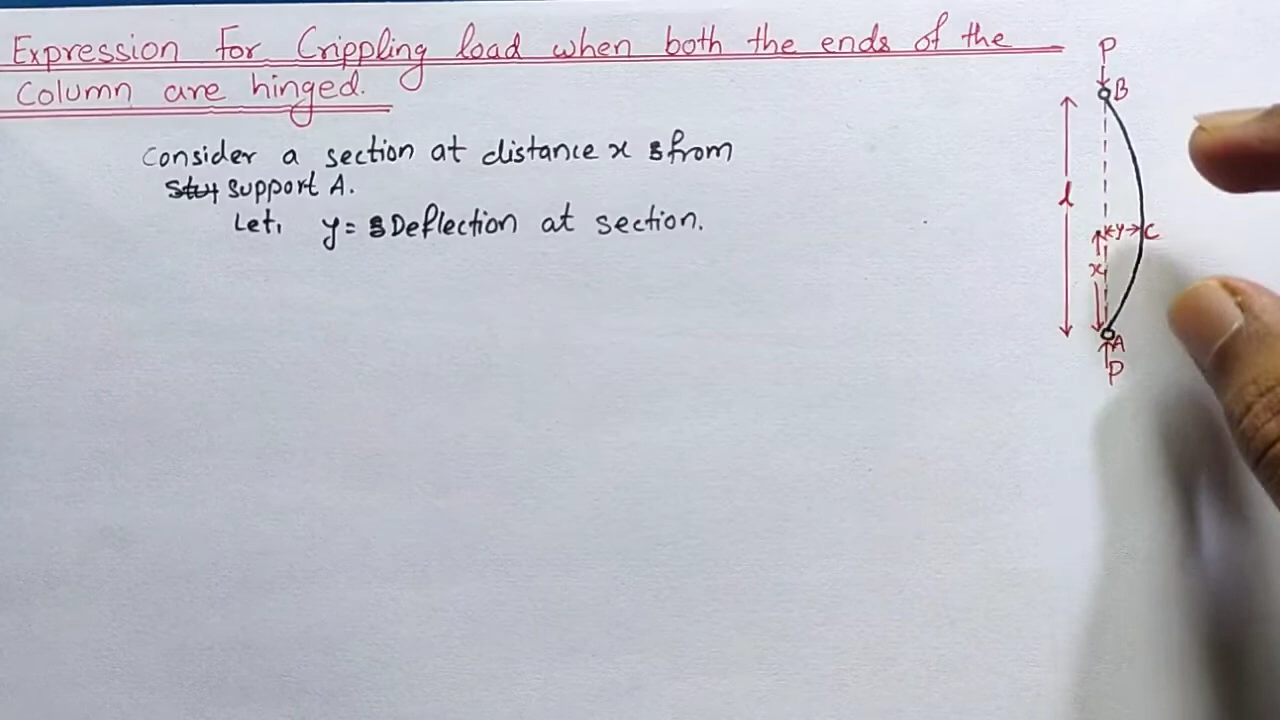 Expression for Crippling load when both the ends of the
Column are hinged.
Consider a section at distance x from
support A.
Let, y = Deflection at section.
P
B
l
y C
x
A
P